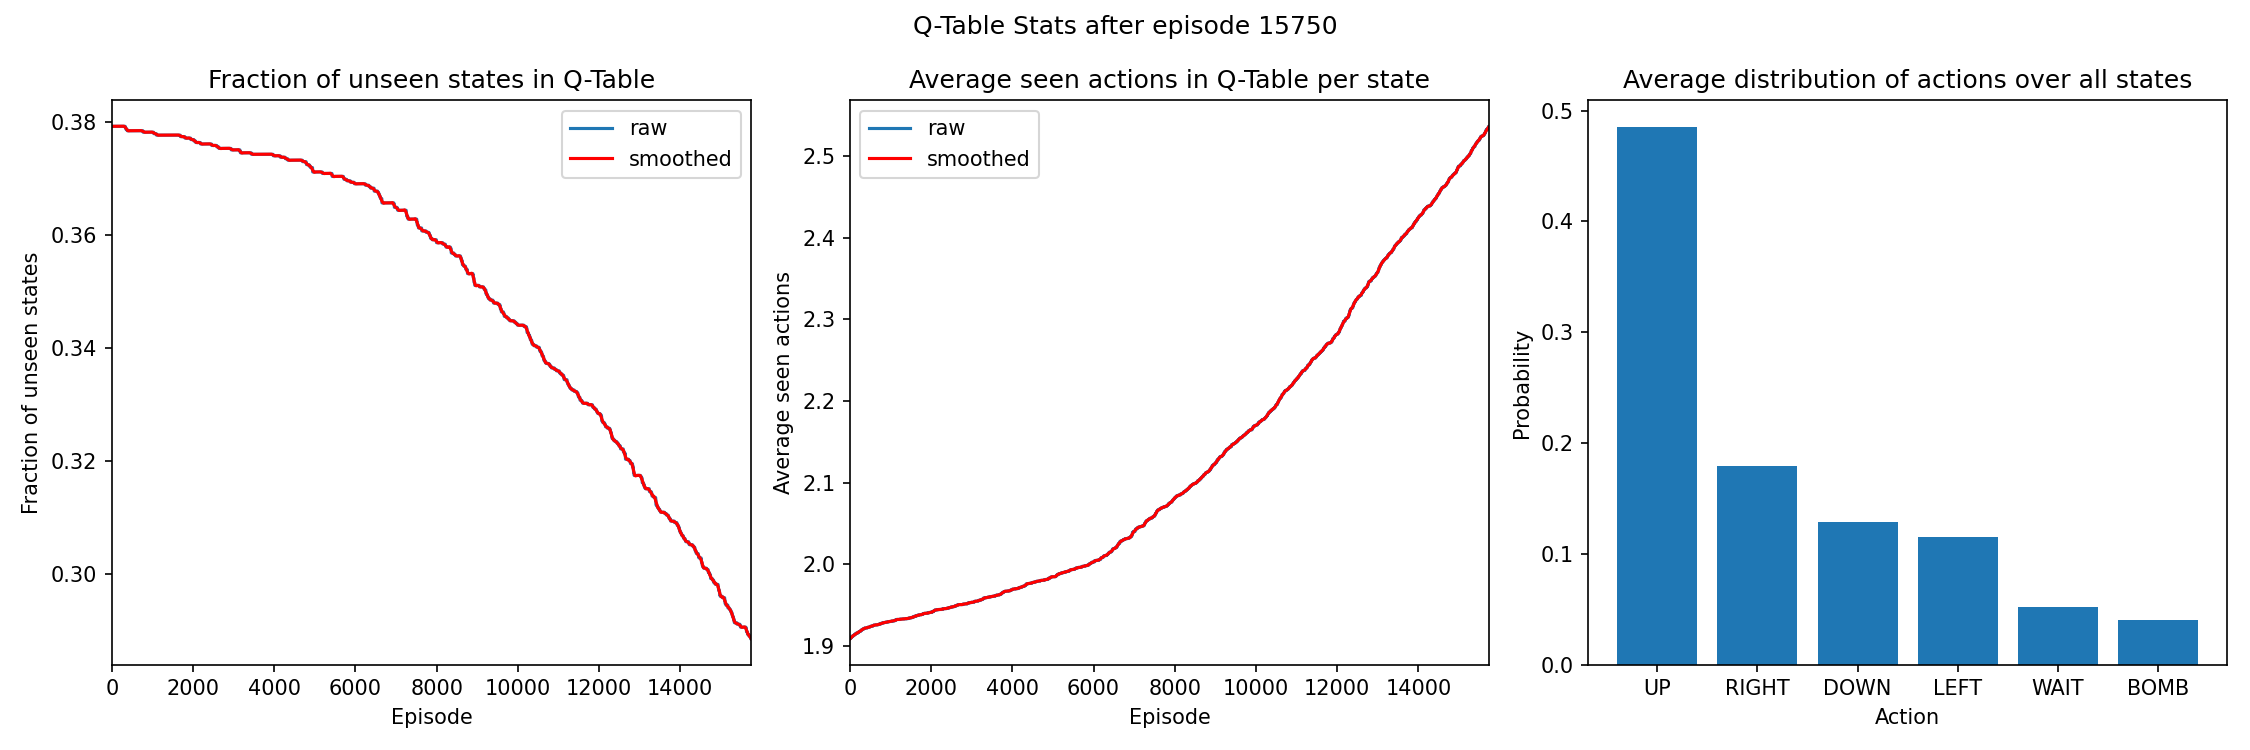 Q-Table Stats after episode 15750
Fraction of unseen states in Q-Table
Fraction of unseen states
0.38
0.36
0.34
0.32
0.30
raw
smoothed
0 2000 4000 6000 8000 10000 12000 14000
Episode
Average seen actions in Q-Table per state
Average seen actions
2.5
2.4
2.3
2.2
2.1
2.0
1.9
raw
smoothed
0 2000 4000 6000 8000 10000 12000 14000
Episode
Average distribution of actions over all states
Probability
0.5
0.4
0.3
0.2
0.1
0.0
UP RIGHT DOWN LEFT WAIT BOMB
Action